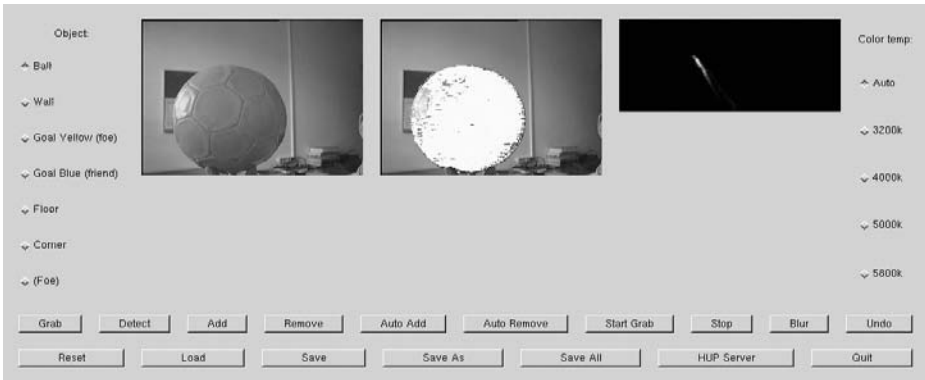 Object:
Ball
Wall
Goal Yellow (foe)
Goal Blue (friend)
Floor
Corner
(Foe)
Color temp:
Auto
3200k
4000k
5000k
5800k
Grab Detect Add Remove Auto Add Auto Remove Start Grab Stop Blur Undo
Reset Load Save Save As Save All HUP Server Quit